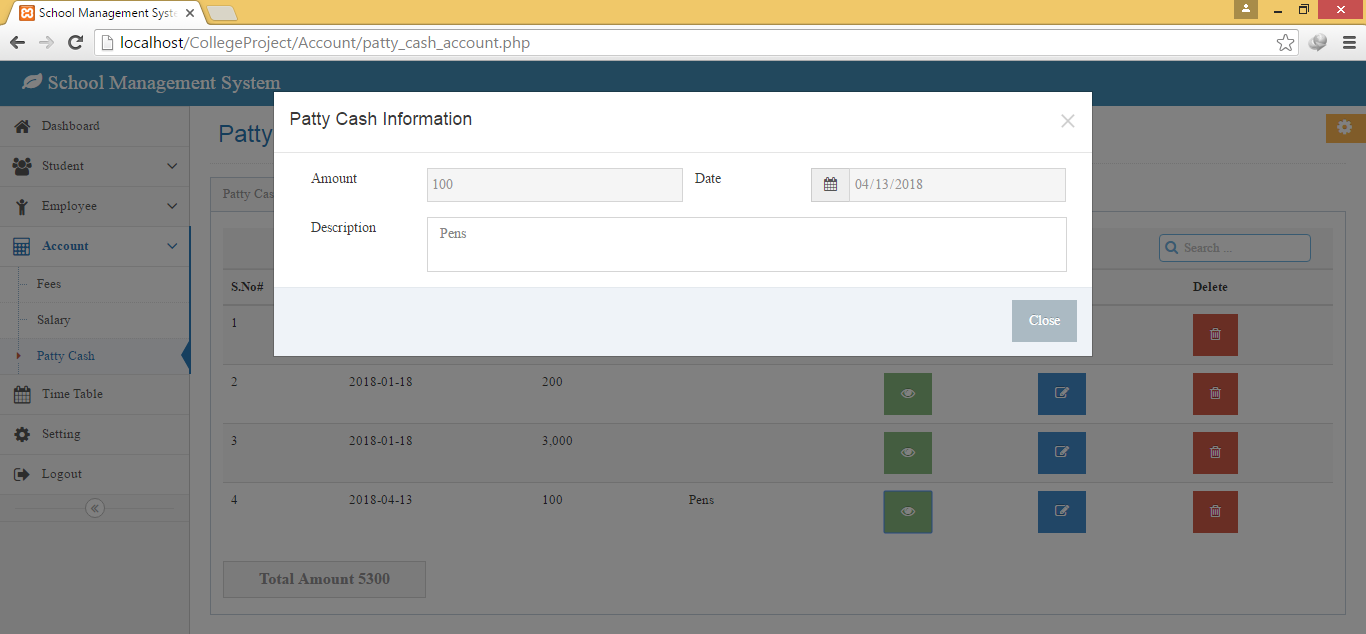 School Management Syste
localhost/CollegeProject/Account/patty_cash_account.php
School Management System
Dashboard
Student
Employee
Account
Fees
Salary
Patty Cash
Time Table
Setting
Logout
Patty
Patty Cas
Patty Cash Information
Amount 100 Date 04/13/2018
Description Pens
Close
Search ...
S.No# Delete
1
2 2018-01-18 200
3 2018-01-18 3,000
4 2018-04-13 100 Pens
Total Amount 5300